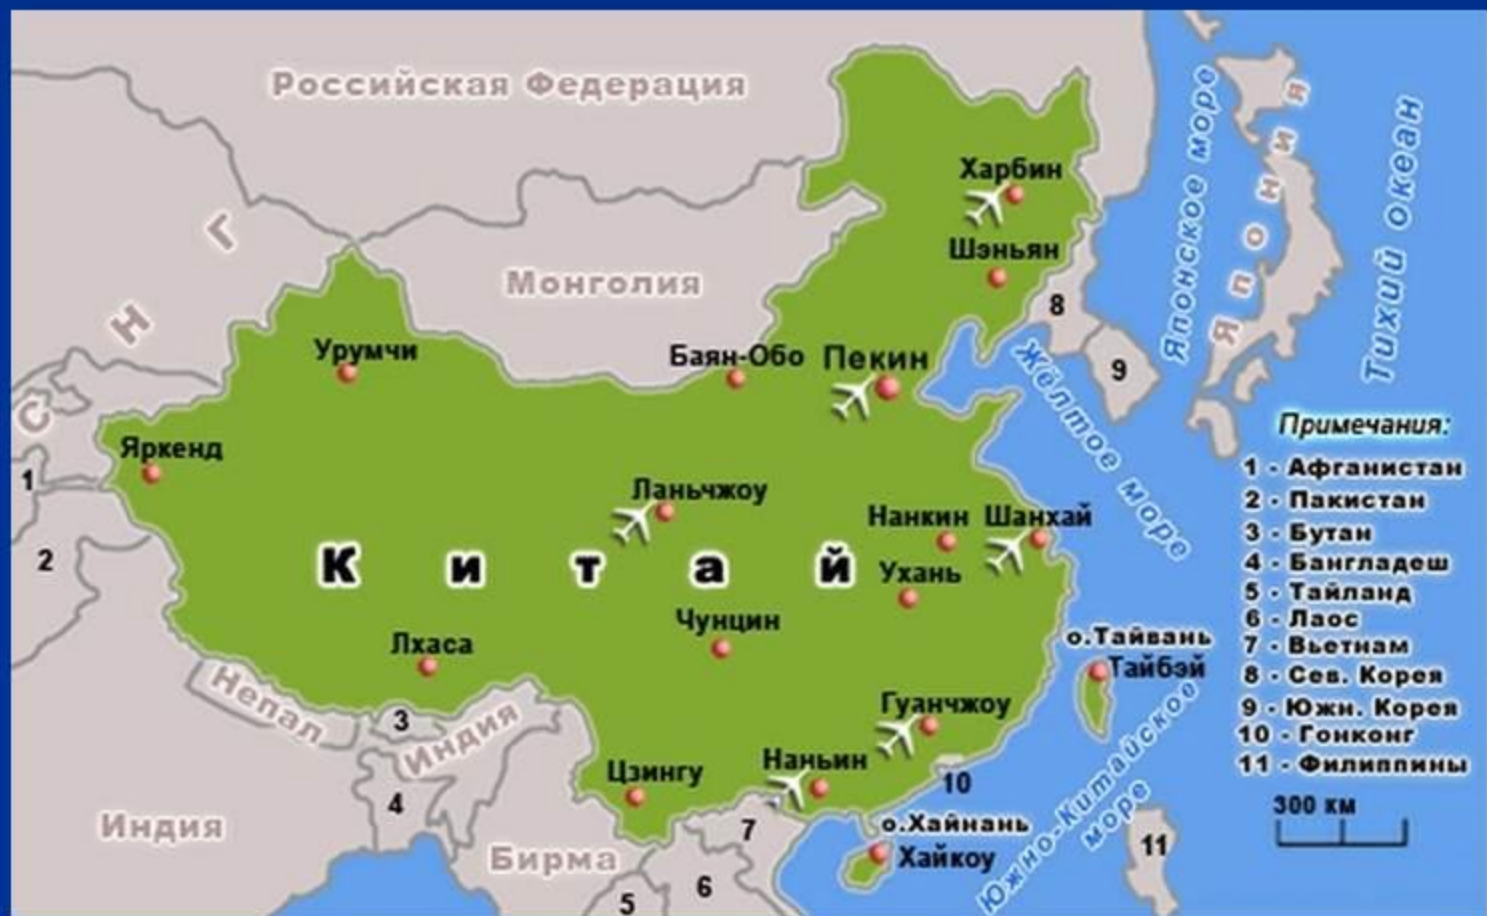 Российская Федерация
Харбин
Шэньян
Монголия
СНГ
Урумчи
Баян-Обо
Пекин
8
9
Яркенд
1
2
Ланьчжоу
Нанкин
Шанхай
Китай
Ухань
Чунцин
Лхаса
Непал
3
Индия
4
Индия
о.Тайвань
Тайбэй
Гуанчжоу
Наньин
Цзингу
10
7
о.Хайнань
Хайкоу
Бирма
5
6
11
Японское море
Япония
Тихий океан
Жёлтое море
Южно-Китайское
море
Примечания:
1 - Афганистан
2 - Пакистан
3 - Бутан
4 - Бангладеш
5 - Тайланд
6 - Лаос
7 - Вьетнам
8 - Сев. Корея
9 - Южн. Корея
10 - Гонконг
11 - Филиппины
300 км